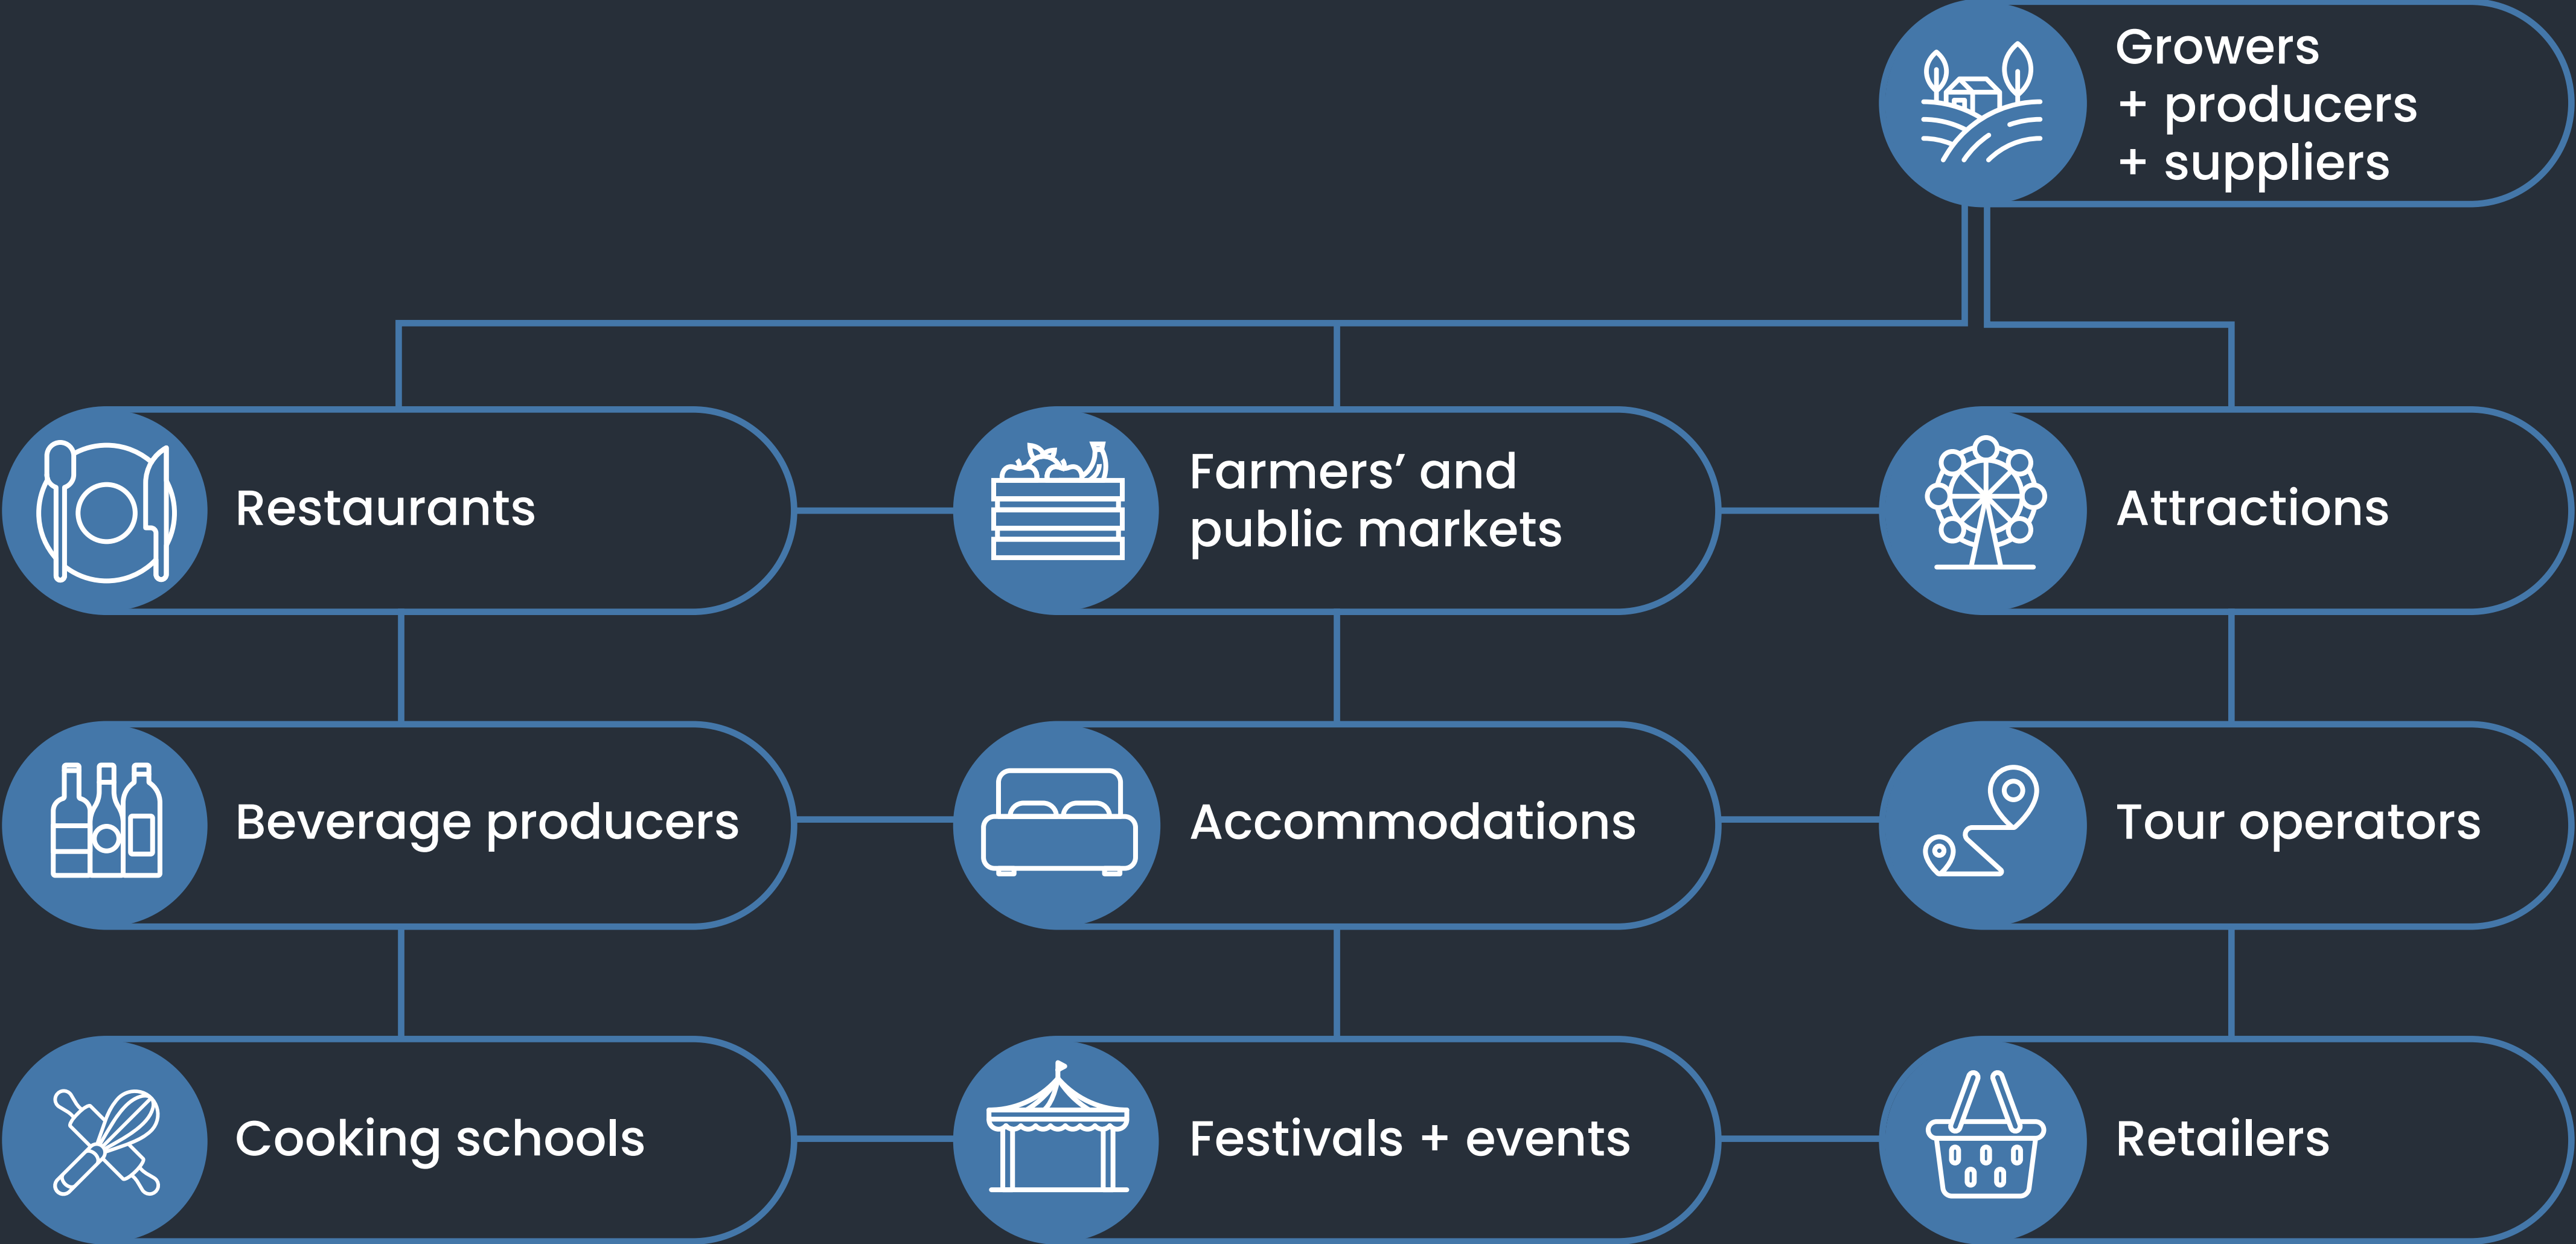 Growers
+ producers
+ suppliers
Restaurants
Farmers’ and
public markets
Attractions
Beverage producers
Accommodations
Tour operators
Cooking schools
Festivals + events
Retailers